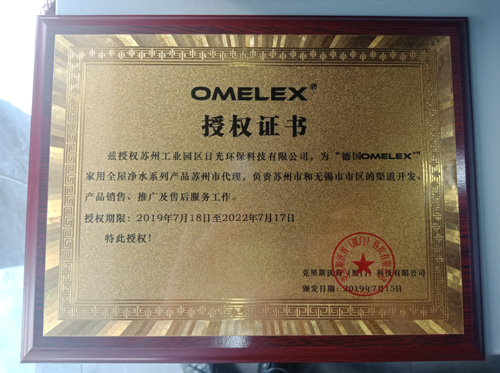 OMELEX®
授权证书
兹授权苏州工业园区日光环保科技有限公司，为“德国OMELEX®”
家用全屋净水系列产品苏州市代理，负责苏州市和无锡市市区的渠道开发、
产品销售、推广及售后服务工作。
授权期限：2019年7月18日至2022年7月17日
特此授权！
克里斯沃森（厦门）科技有限公司
颁发日期：2019年7月15日